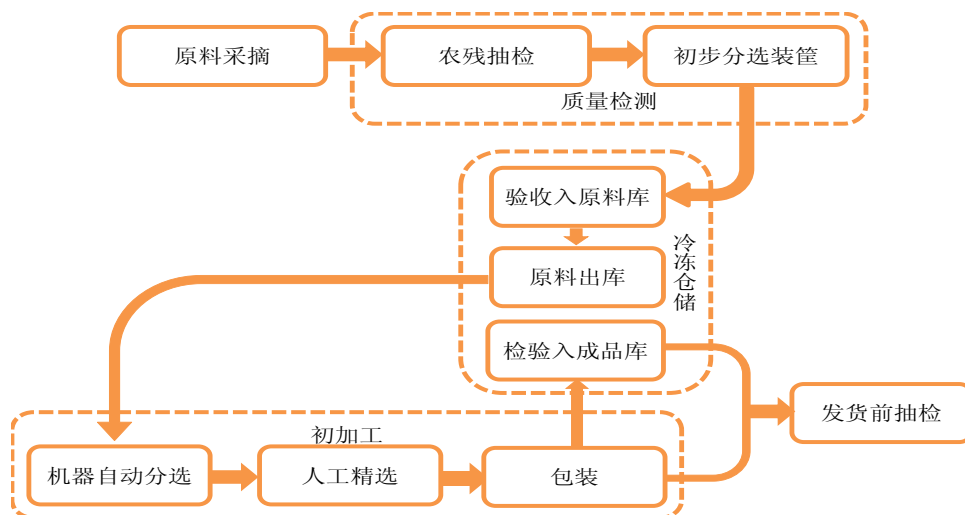 原料采摘
农残抽检
初步分选装筐
质量检测
验收入原料库
原料出库
冷冻仓储
检验入成品库
发货前抽检
初加工
机器自动分选
人工精选
包装